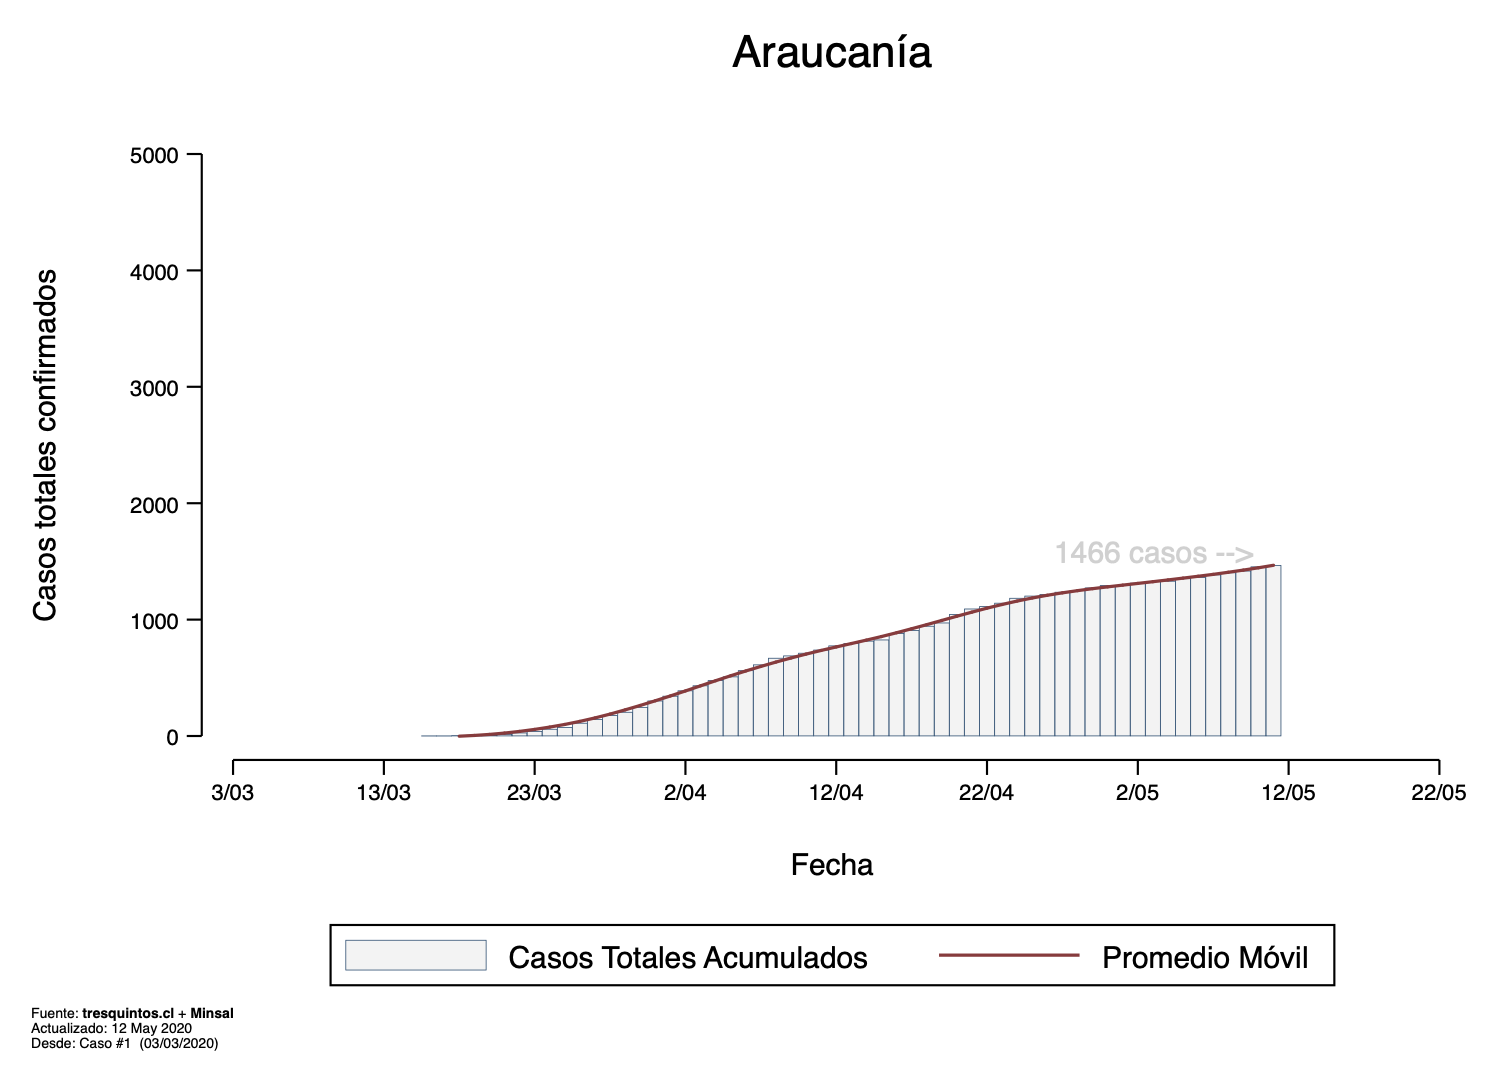 Araucanía
Casos totales confirmados
5000
4000
3000
2000
1000
0
1466 casos -->
3/03 13/03 23/03 2/04 12/04 22/04 2/05 12/05 22/05
Fecha
Casos Totales Acumulados Promedio Móvil
Fuente: tresquintos.cl + Minsal
Actualizado: 12 May 2020
Desde: Caso #1 (03/03/2020)